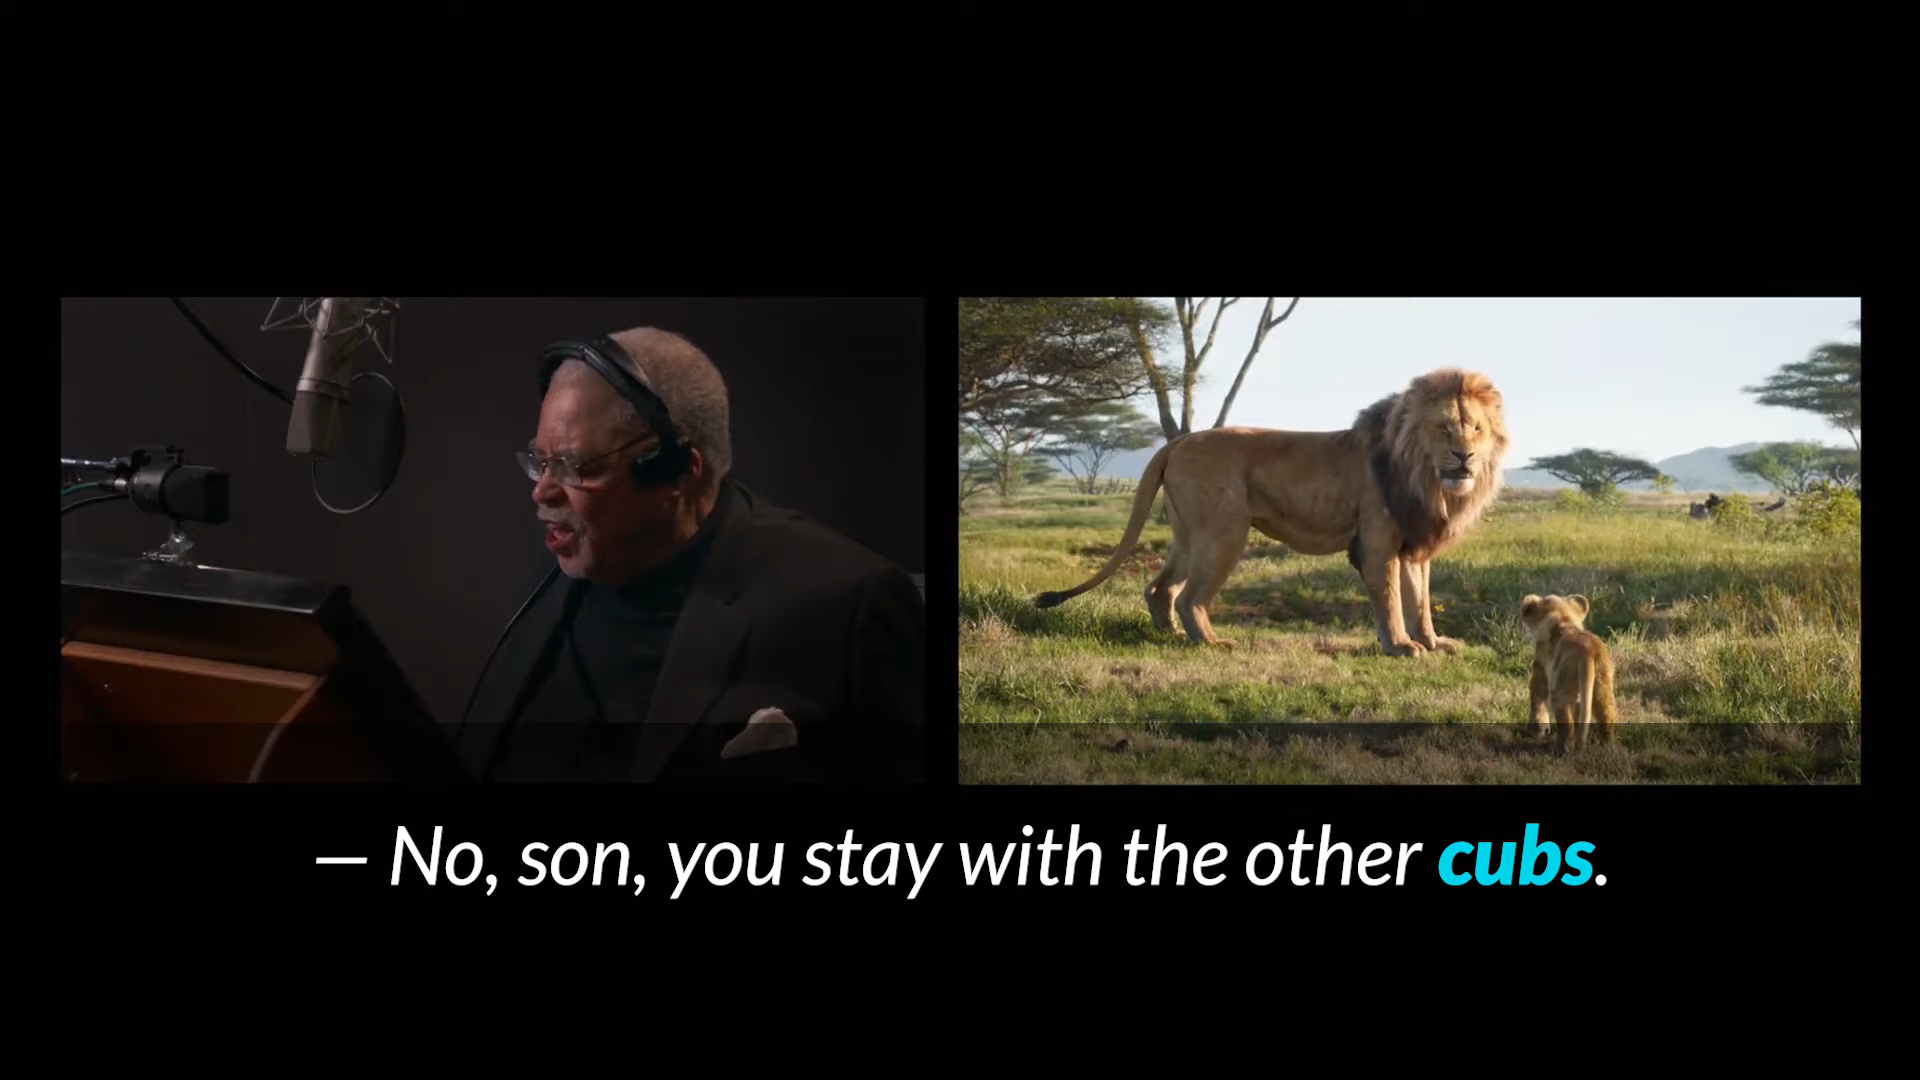 — No, son, you stay with the other cubs.